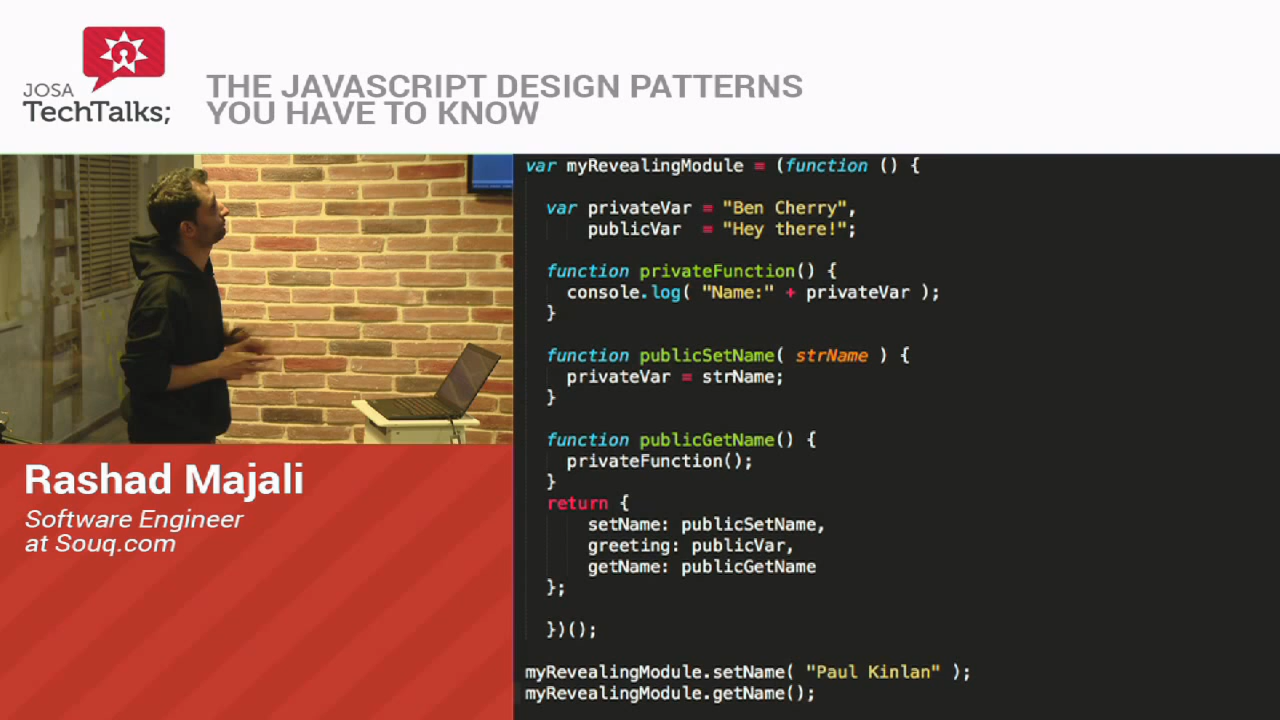 JOSA
TechTalks;
THE JAVASCRIPT DESIGN PATTERNS
YOU HAVE TO KNOW
Rashad Majali
Software Engineer
at Souq.com
var myRevealingModule = (function () {
var privateVar = "Ben Cherry",
publicVar = "Hey there!";
function privateFunction() {
console.log( "Name:" + privateVar );
}
function publicSetName( strName ) {
privateVar = strName;
}
function publicGetName() {
privateFunction();
}
return {
setName: publicSetName,
greeting: publicVar,
getName: publicGetName
};
})();
myRevealingModule.setName( "Paul Kinlan" );
myRevealingModule.getName();